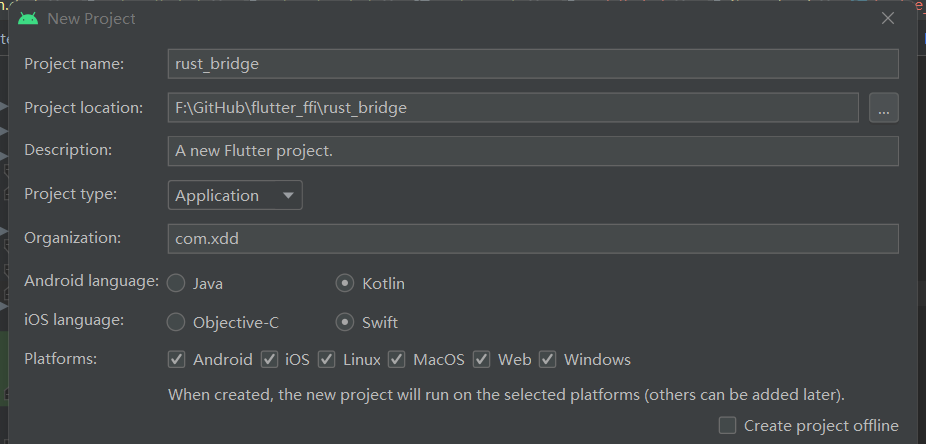 New Project
Project name: rust_bridge
Project location: F:\GitHub\flutter_ffi\rust_bridge ...
Description: A new Flutter project.
Project type: Application
Organization: com.xdd
Android language: Java Kotlin
iOS language: Objective-C Swift
Platforms: Android iOS Linux MacOS Web Windows
When created, the new project will run on the selected platforms (others can be added later).
Create project offline